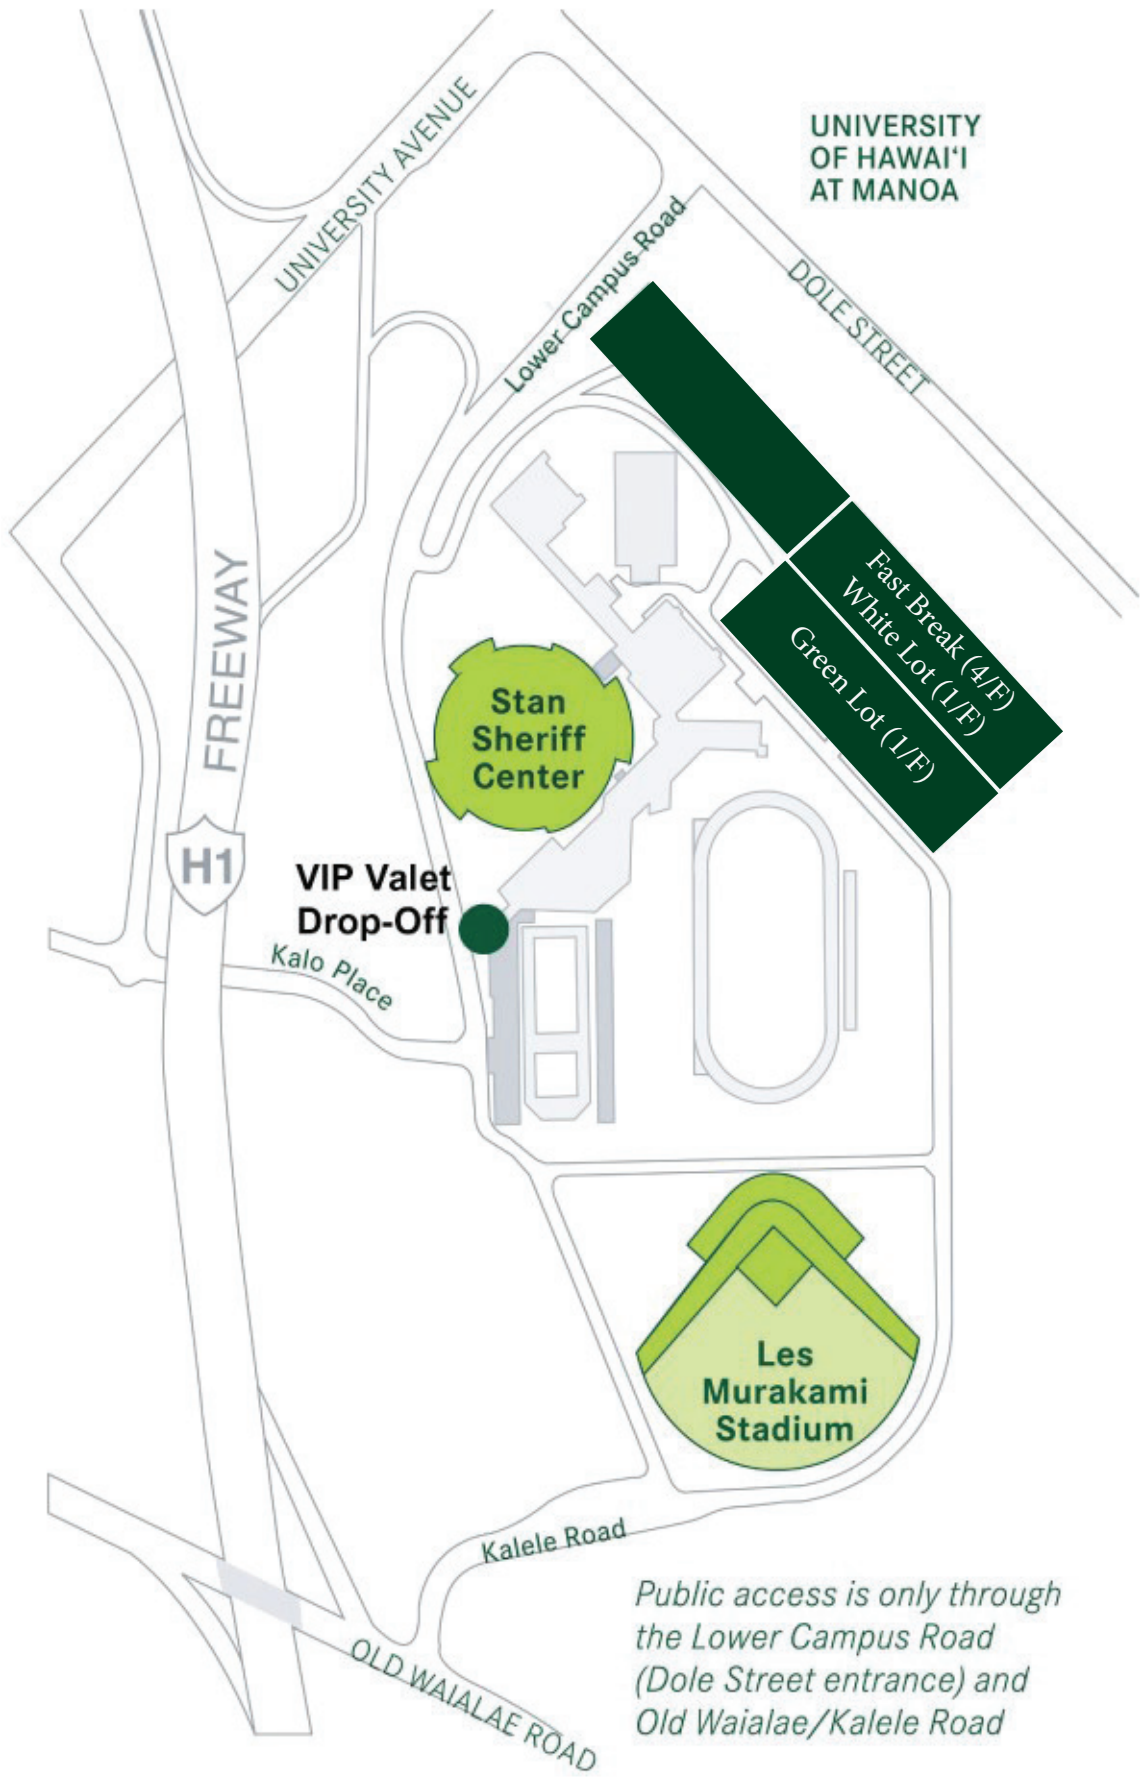 UNIVERSITY AVENUE
UNIVERSITY
OF HAWAI‘I
AT MANOA
Lower Campus Road
DOLE STREET
FREEWAY
Fast Break (4/F)
White Lot (1/F)
Green Lot (1/F)
Stan
Sheriff
Center
H1
VIP Valet
Drop-Off
Kalo Place
Les
Murakami
Stadium
Kalele Road
OLD WAIALAE ROAD
Public access is only through
the Lower Campus Road
(Dole Street entrance) and
Old Waialae/Kalele Road